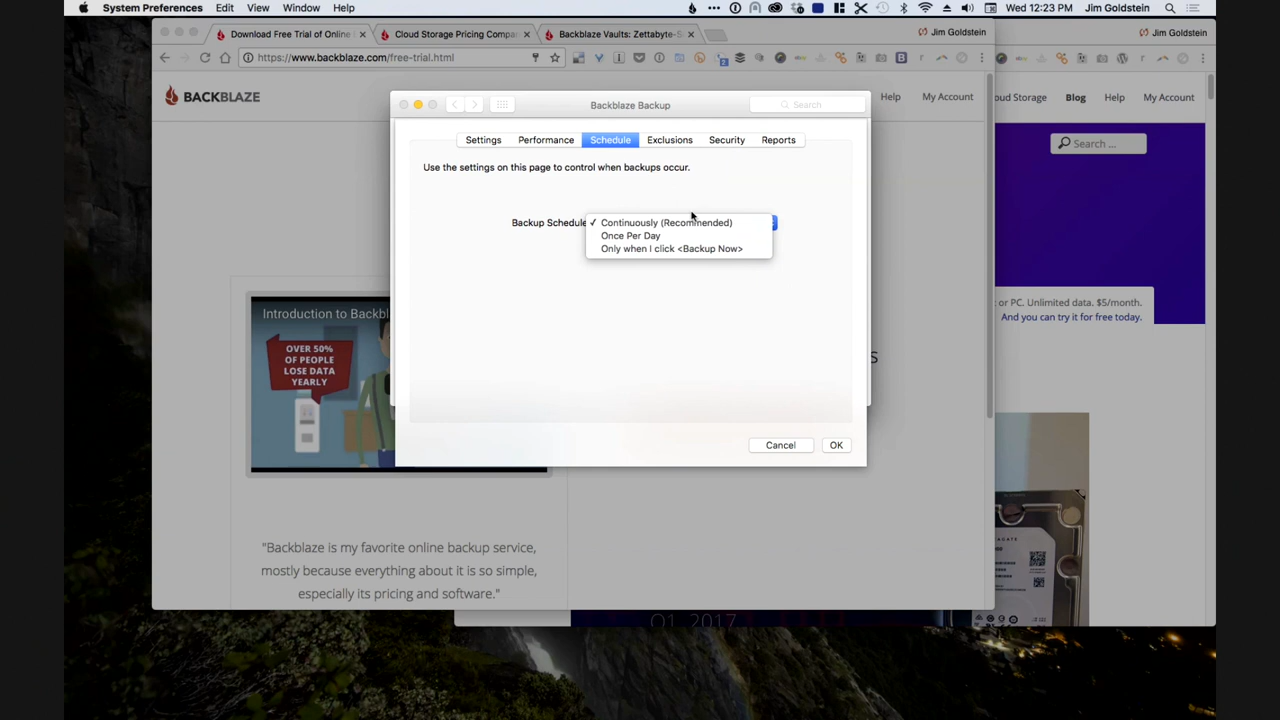 System Preferences Edit View Window Help
Wed 12:23 PM Jim Goldstein
Download Free Trial of Online
Cloud Storage Pricing Compa
Backblaze Vaults: Zettabyte-S
Jim Goldstein
Jim Goldstein
https://www.backblaze.com/free-trial.html
BACKBLAZE
Help My Account
oud Storage Blog Help My Account
Backblaze Backup
Search
Settings Performance Schedule Exclusions Security Reports
Search ...
Use the settings on this page to control when backups occur.
Backup Schedule
✓ Continuously (Recommended)
Once Per Day
Only when I click <Backup Now>
Cancel OK
or PC. Unlimited data. $5/month.
And you can try it for free today.
Introduction to Backbl
OVER 50%
OF PEOPLE
LOSE DATA
YEARLY
s
"Backblaze is my favorite online backup service,
mostly because everything about it is so simple,
especially its pricing and software."
Q1 2017